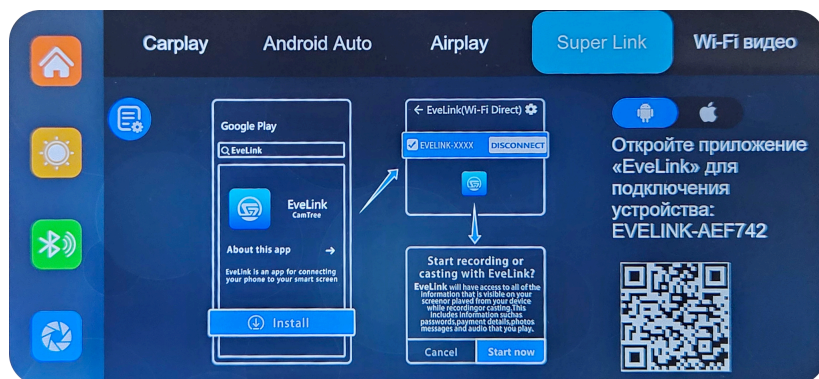 Carplay
Android Auto
Airplay
Super Link
Wi-Fi видео
Google Play
EveLink
EveLink
CamTree
About this app
EveLink is an app for connecting
your phone to your smart screen
Install
EveLink(Wi-Fi Direct)
EVELINK-XXXX
DISCONNECT
Start recording or
casting with EveLink?
EveLink will have access to all of the
information that is visible on your
screenor played from your device
while recordingor casting.This
includes information suchas
passwords,payment details,photos
messages and audio that you play.
Cancel
Start now
Откройте приложение
«EveLink» для
подключения
устройства:
EVELINK-AEF742